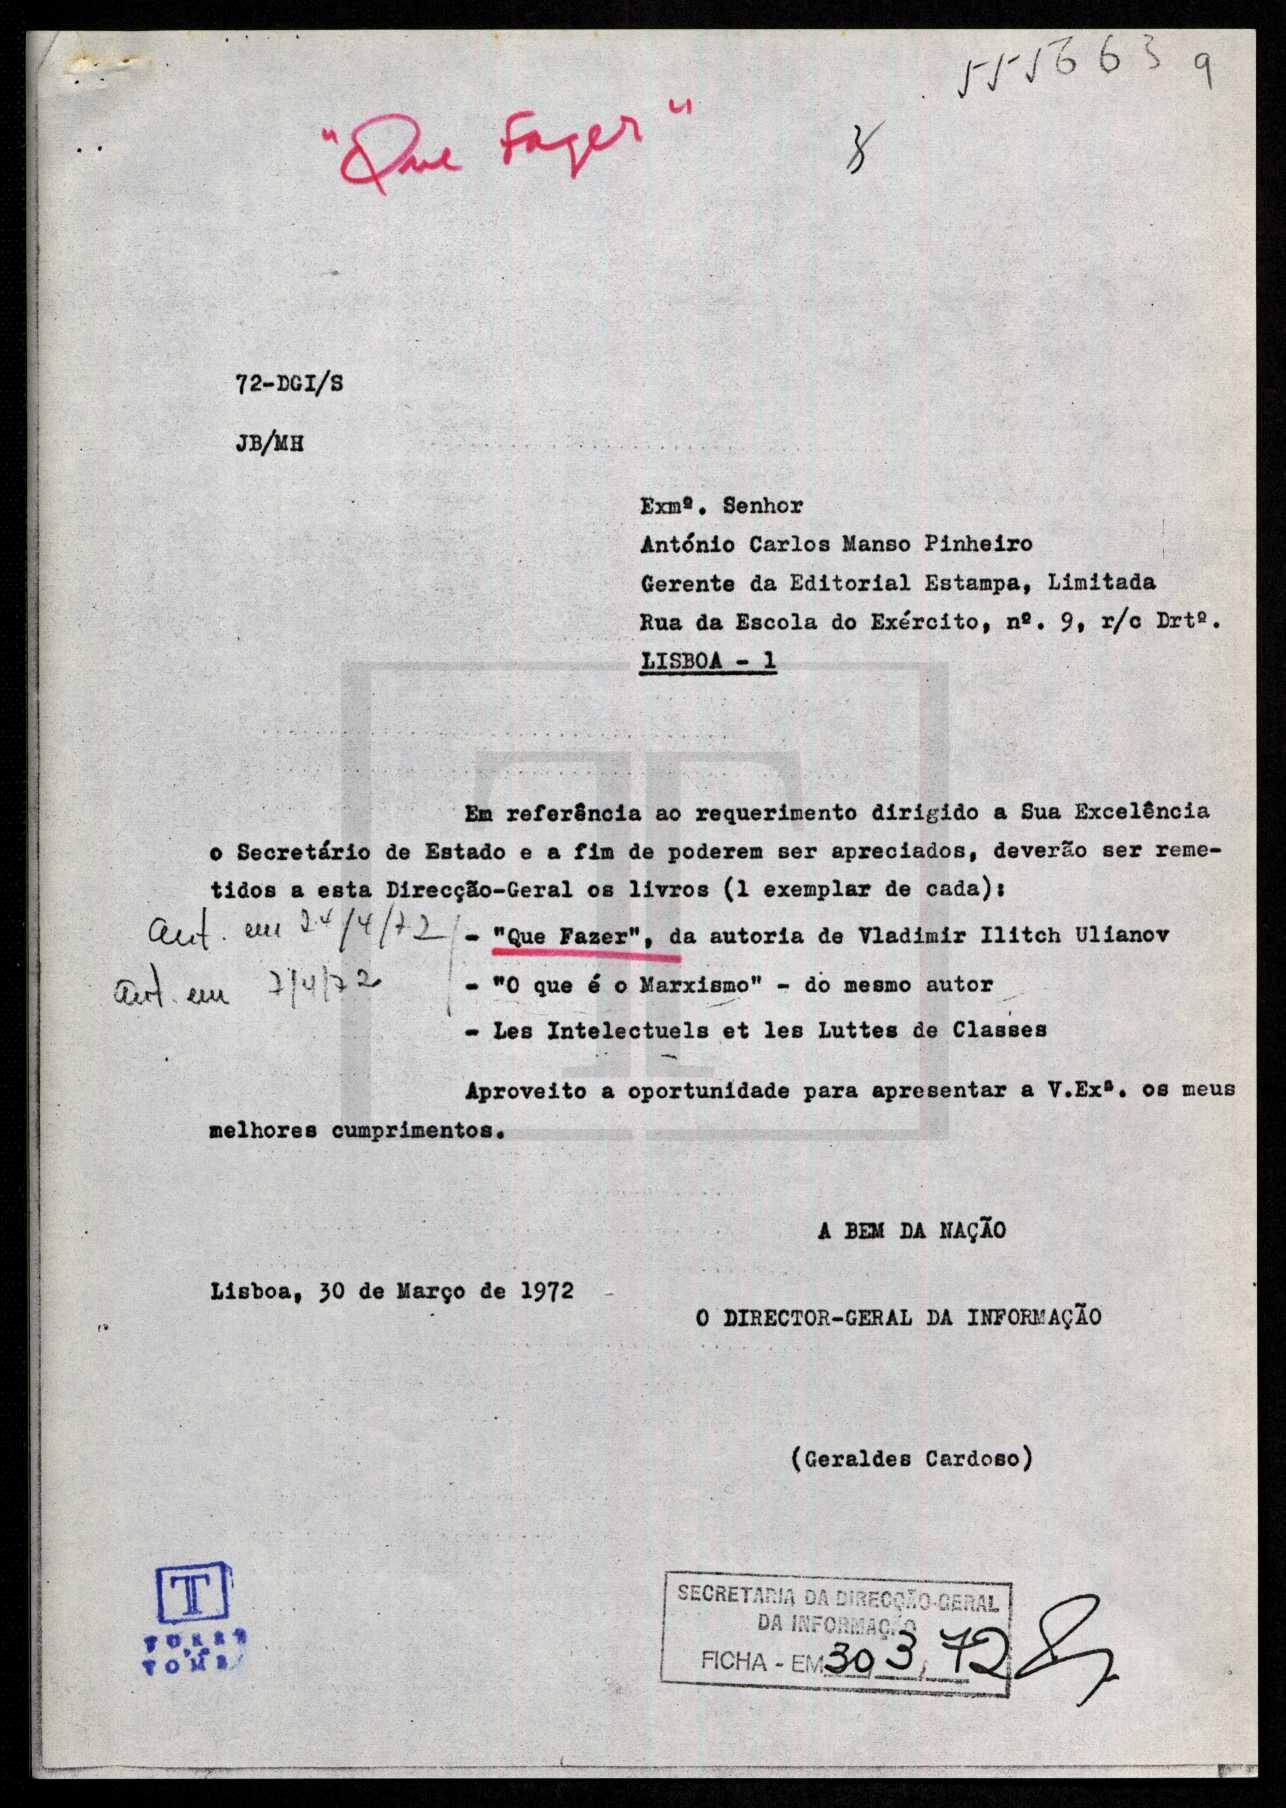 555663 9
"Que Fazer"
72-DGI/S
JB/MH
Exmº. Senhor
António Carlos Manso Pinheiro
Gerente da Editorial Estampa, Limitada
Rua da Escola do Exército, nº. 9, r/c Drtº.
LISBOA - 1
Em referência ao requerimento dirigido a Sua Excelência
o Secretário de Estado e a fim de poderem ser apreciados, deverão ser reme-
tidos a esta Direcção-Geral os livros (1 exemplar de cada):
aut. em 24/4/72 - "Que Fazer", da autoria de Vladimir Ilitch Ulianov
aut. em 7/4/72 - "O que é o Marxismo" - do mesmo autor
- Les Intelectuels et les Luttes de Classes
Aproveito a oportunidade para apresentar a V.Exª. os meus
melhores cumprimentos.
A BEM DA NAÇÃO
Lisboa, 30 de Março de 1972
O DIRECTOR-GERAL DA INFORMAÇÃO
(Geraldes Cardoso)
T
TORRE
TOMBO
SECRETARIA DA DIRECÇÃO-GERAL
DA INFORMAÇÃO
FICHA - EM 30, 3, 72